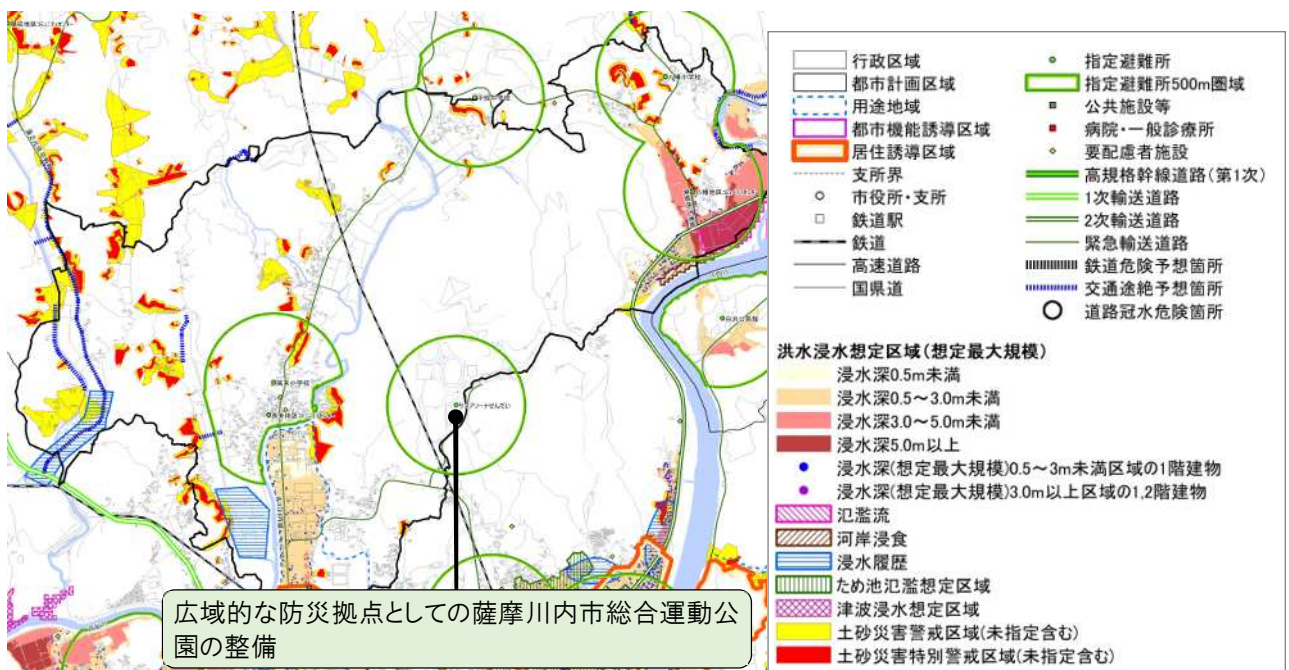 サンアリーナせんだい
広域的な防災拠点としての薩摩川内市総合運動公
園の整備
行政区域
都市計画区域
用途地域
都市機能誘導区域
居住誘導区域
支所界
市役所・支所
鉄道駅
鉄道
高速道路
国県道
指定避難所
指定避難所500m圏域
公共施設等
病院・一般診療所
要配慮者施設
高規格幹線道路(第1次)
1次輸送道路
2次輸送道路
緊急輸送道路
鉄道危険予想箇所
交通途絶予想箇所
道路冠水危険箇所
洪水浸水想定区域(想定最大規模)
浸水深0.5m未満
浸水深0.5～3.0m未満
浸水深3.0～5.0m未満
浸水深5.0m以上
浸水深(想定最大規模)0.5～3m未満区域の1階建物
浸水深(想定最大規模)3.0m以上区域の1,2階建物
氾濫流
河岸浸食
浸水履歴
ため池氾濫想定区域
津波浸水想定区域
土砂災害警戒区域(未指定含む)
土砂災害特別警戒区域(未指定含む)